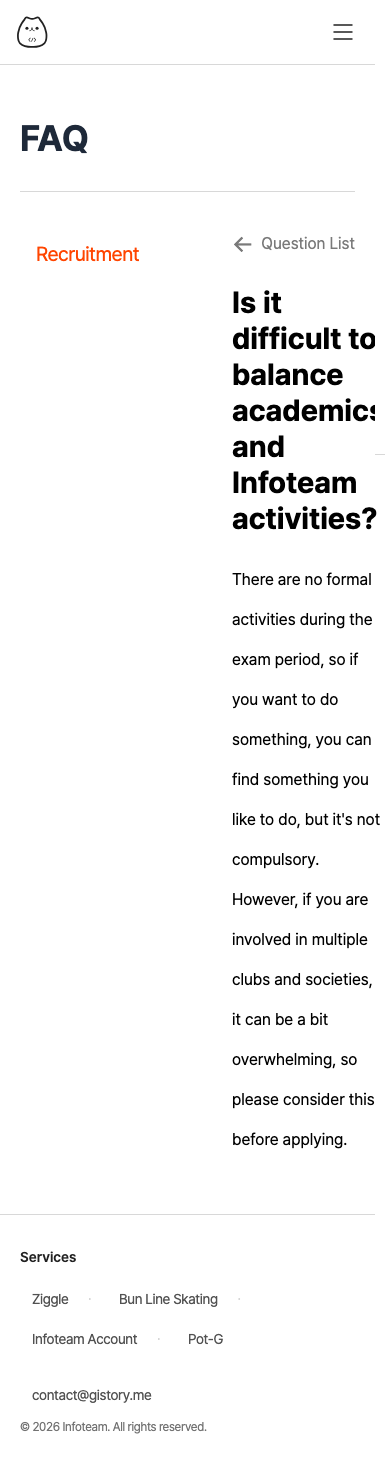 FAQ
Recruitment
Question List
Is it
difficult to
balance
academics
and
Infoteam
activities?
There are no formal
activities during the
exam period, so if
you want to do
something, you can
find something you
like to do, but it's not
compulsory.
However, if you are
involved in multiple
clubs and societies,
it can be a bit
overwhelming, so
please consider this
before applying.
Services
Ziggle · Bun Line Skating ·
Infoteam Account · Pot-G
contact@gistory.me
© 2026 Infoteam. All rights reserved.